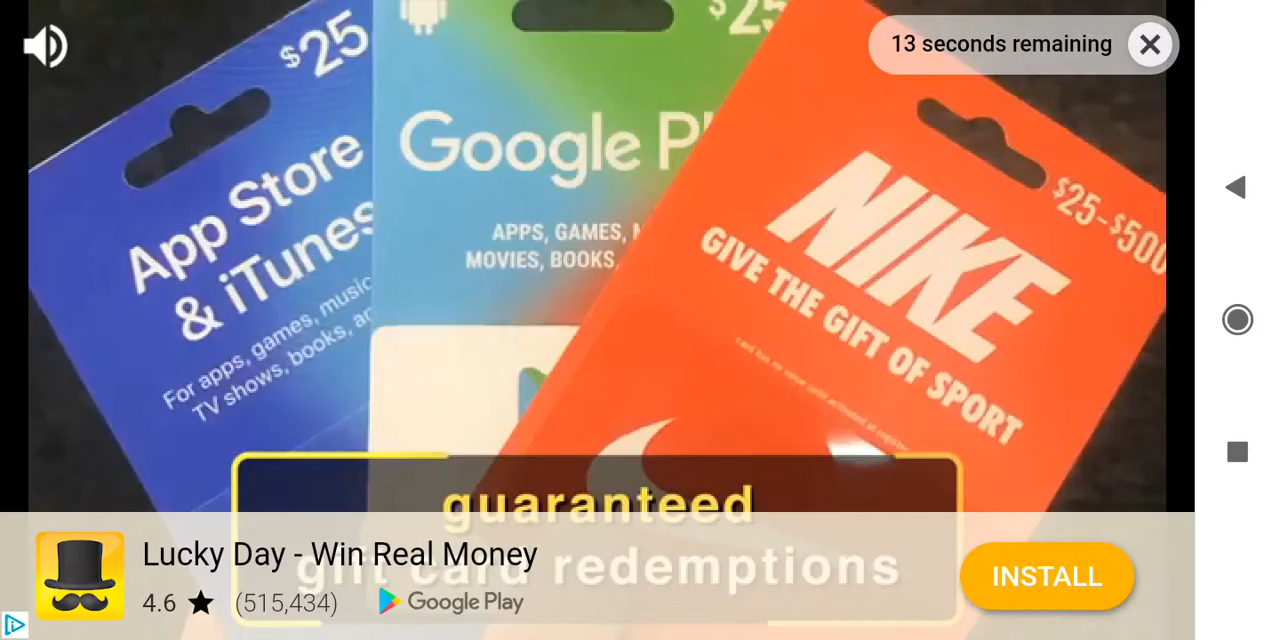 13 seconds remaining
$25
App Store
& iTunes
For apps, games, music
TV shows, books,
$25
Google
APPS, GAMES,
MOVIES, BOOKS,
$25-$500
NIKE
GIVE THE GIFT OF SPORT
guaranteed
gift card redemptions
Lucky Day - Win Real Money
4.6 ★ (515,434)
Google Play
INSTALL